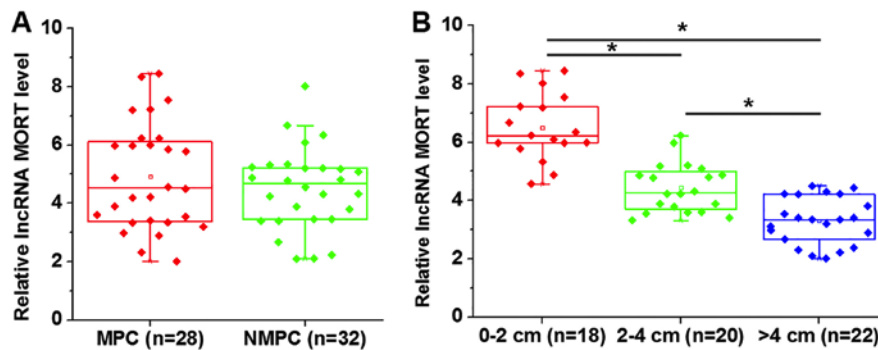 A
Relative lncRNA MORT level
10
8
6
4
2
0
MPC (n=28)
NMPC (n=32)
B
Relative lncRNA MORT level
10
8
6
4
2
0
*
*
*
0-2 cm (n=18)
2-4 cm (n=20)
>4 cm (n=22)